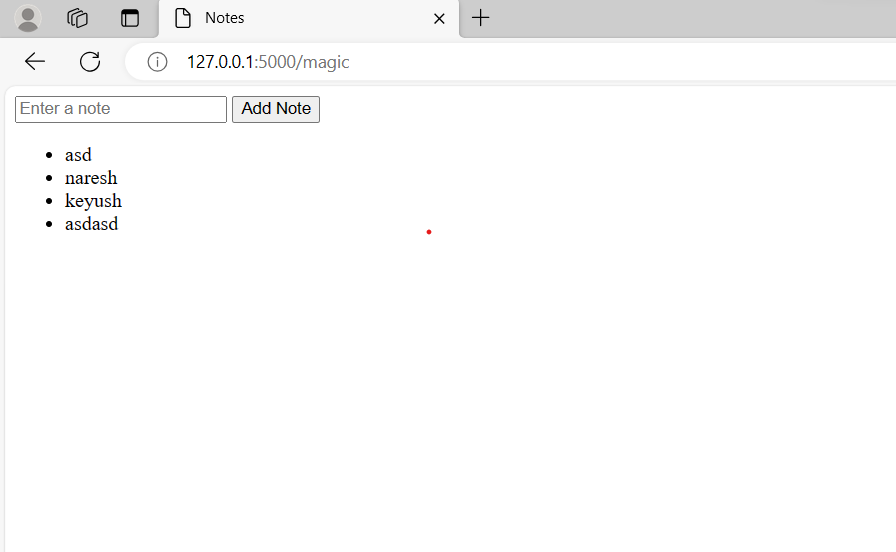 Notes
127.0.0.1:5000/magic
Enter a note Add Note
asd
naresh
keyush
asdasd